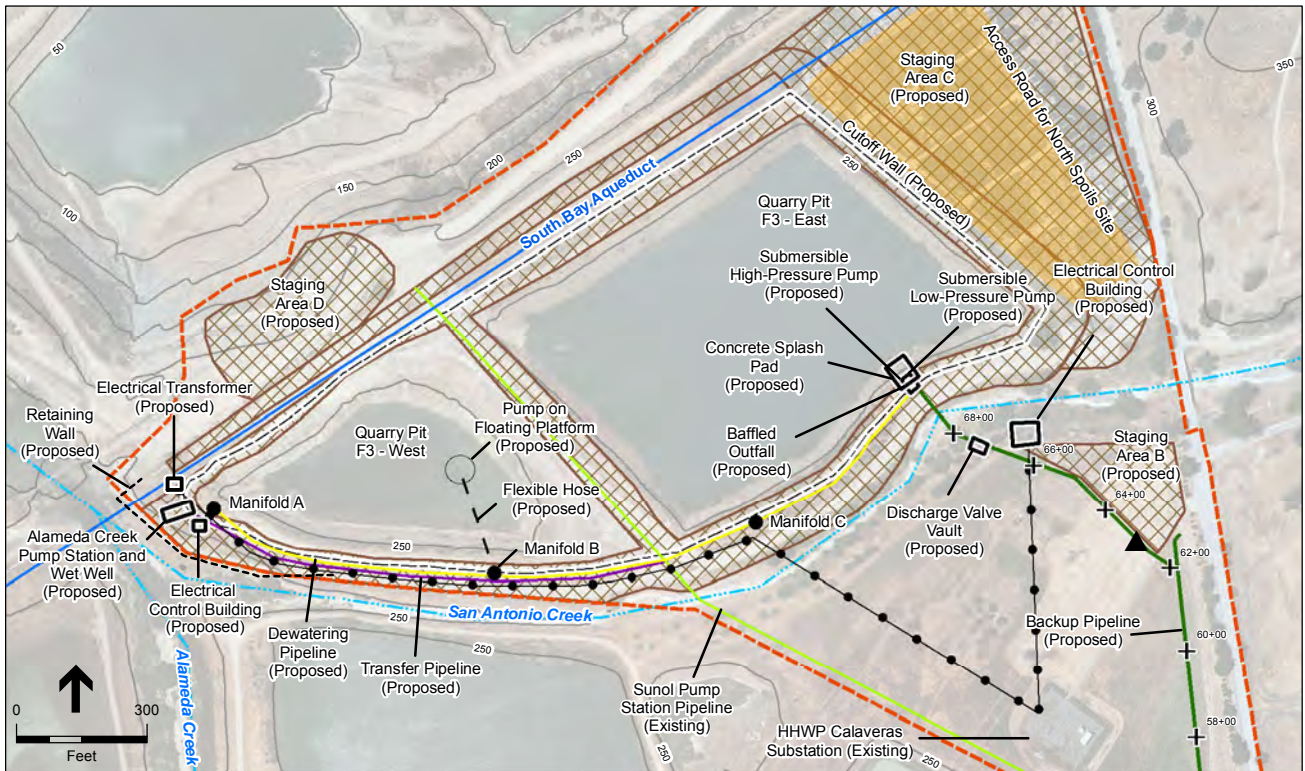 50
Staging
Area C
(Proposed)
Access Road for North Spoils Site
350
300
200
250
150
100
South Bay Aqueduct
Cutoff Wall (Proposed)
250
Quarry Pit
F3 - East
Submersible
High-Pressure Pump
(Proposed)
Submersible
Low-Pressure Pump
(Proposed)
Electrical Control
Building
(Proposed)
Staging
Area D
(Proposed)
Concrete Splash
Pad
(Proposed)
Electrical Transformer
(Proposed)
Retaining
Wall
(Proposed)
Quarry Pit
F3 - West
Pump on
Floating Platform
(Proposed)
Baffled
Outfall
(Proposed)
68+00
66+00
Staging
Area B
(Proposed)
64+00
Flexible Hose
(Proposed)
Manifold A
Manifold C
Discharge Valve
Vault
(Proposed)
Alameda Creek
Pump Station and
Wet Well
(Proposed)
250
Manifold B
62+00
Electrical
Control Building
(Proposed)
San Antonio Creek
250
250
Dewatering
Pipeline
(Proposed)
Transfer Pipeline
(Proposed)
Backup Pipeline
(Proposed)
60+00
Alameda Creek
Sunol Pump
Station Pipeline
(Existing)
HHWP Calaveras
Substation (Existing)
58+00
250
250
0 300
Feet